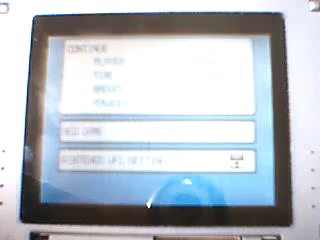 CONTINUE
PLAYER
TIME
BADGES
POKéDEX
NEW GAME
NINTENDO WFC SETTINGS